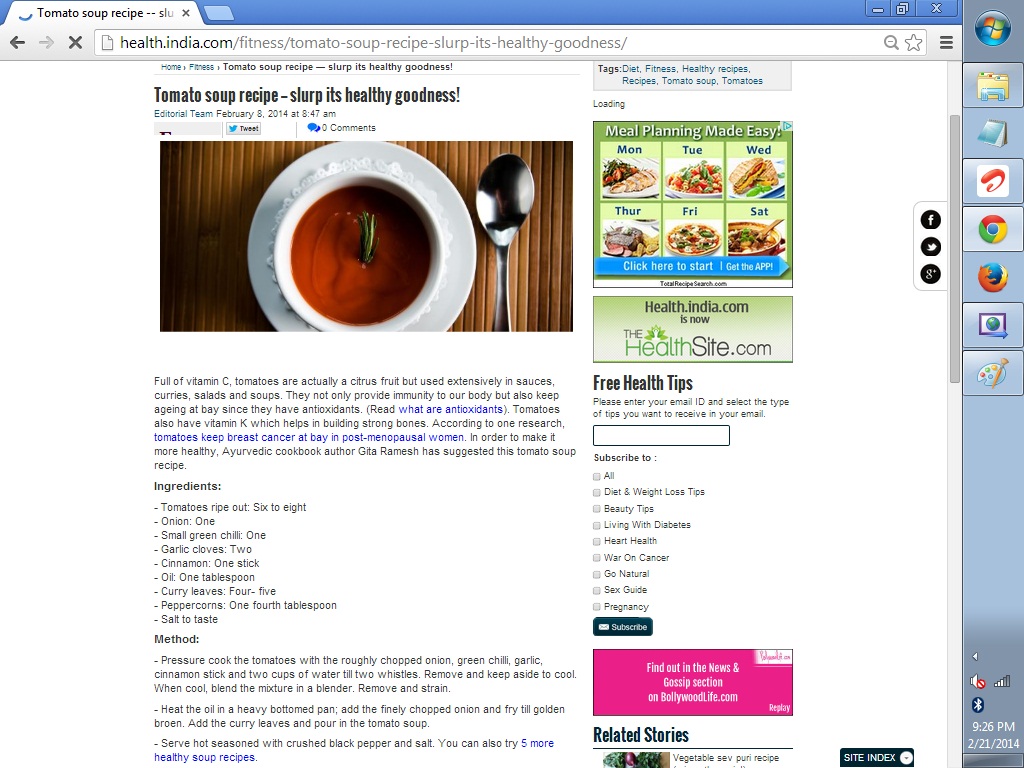 Tomato soup recipe -- slu
health.india.com/fitness/tomato-soup-recipe-slurp-its-healthy-goodness/
Home › Fitness › Tomato soup recipe — slurp its healthy goodness!
Tomato soup recipe – slurp its healthy goodness!
Editorial Team February 8, 2014 at 8:47 am
Tweet
0 Comments
Full of vitamin C, tomatoes are actually a citrus fruit but used extensively in sauces,
curries, salads and soups. They not only provide immunity to our body but also keep
ageing at bay since they have antioxidants. (Read what are antioxidants). Tomatoes
also have vitamin K which helps in building strong bones. According to one research,
tomatoes keep breast cancer at bay in post-menopausal women. In order to make it
more healthy, Ayurvedic cookbook author Gita Ramesh has suggested this tomato soup
recipe.
Ingredients:
- Tomatoes ripe out: Six to eight
- Onion: One
- Small green chilli: One
- Garlic cloves: Two
- Cinnamon: One stick
- Oil: One tablespoon
- Curry leaves: Four- five
- Peppercorns: One fourth tablespoon
- Salt to taste
Method:
- Pressure cook the tomatoes with the roughly chopped onion, green chilli, garlic,
cinnamon stick and two cups of water till two whistles. Remove and keep aside to cool.
When cool, blend the mixture in a blender. Remove and strain.
- Heat the oil in a heavy bottomed pan; add the finely chopped onion and fry till golden
broen. Add the curry leaves and pour in the tomato soup.
- Serve hot seasoned with crushed black pepper and salt. You can also try 5 more
healthy soup recipes.
Tags:Diet, Fitness, Healthy recipes,
Recipes, Tomato soup, Tomatoes
Loading
Meal Planning Made Easy!
Mon Tue Wed
Thur Fri Sat
Click here to start | Get the APP!
TotalRecipeSearch.com
Health.india.com
is now
THE
HealthSite.com
Free Health Tips
Please enter your email ID and select the type
of tips you want to receive in your email.
Subscribe to :
All
Diet & Weight Loss Tips
Beauty Tips
Living With Diabetes
Heart Health
War On Cancer
Go Natural
Sex Guide
Pregnancy
Subscribe
BollywoodLife.com
Find out in the News &
Gossip section
on BollywoodLife.com
Replay
Related Stories
Vegetable sev puri recipe
SITE INDEX
9:26 PM
2/21/2014